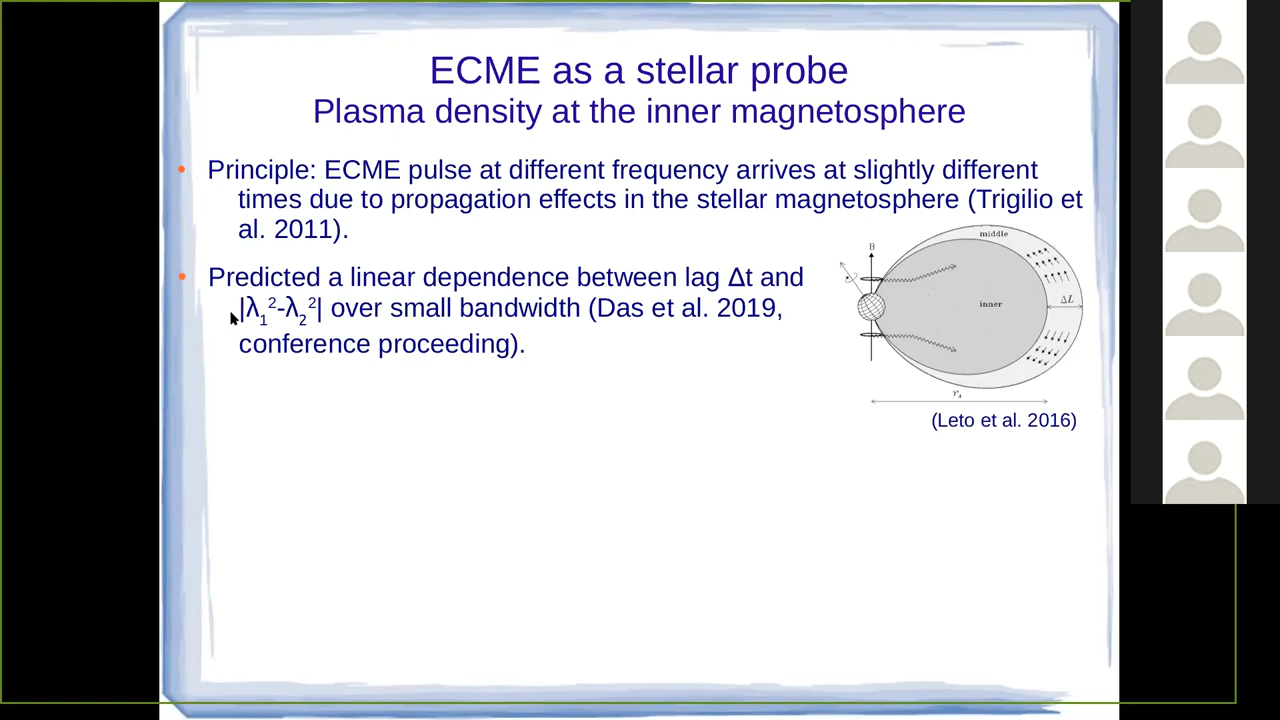 ECME as a stellar probe
Plasma density at the inner magnetosphere
• Principle: ECME pulse at different frequency arrives at slightly different
times due to propagation effects in the stellar magnetosphere (Trigilio et
al. 2011).
• Predicted a linear dependence between lag Δt and
|λ₁²-λ₂²| over small bandwidth (Das et al. 2019,
conference proceeding).
middle
B
inner
ΔL
(Leto et al. 2016)